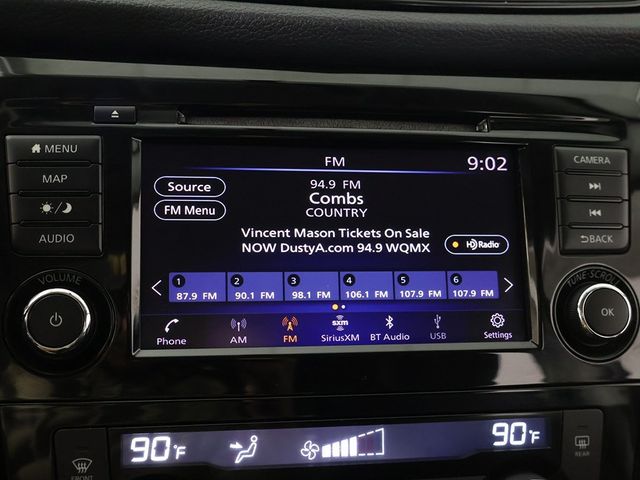 MENU
MAP
AUDIO
VOLUME
FM
9:02
Source
FM Menu
94.9 FM
Combs
COUNTRY
Vincent Mason Tickets On Sale
NOW DustyA.com 94.9 WQMX
HD Radio
1 2 3 4 5 6
87.9 FM 90.1 FM 98.1 FM 106.1 FM 107.9 FM 107.9 FM
Phone AM FM sxm SiriusXM BT Audio USB Settings
CAMERA
BACK
TUNE·SCROLL
OK
90°F
90°F
FRONT
REAR